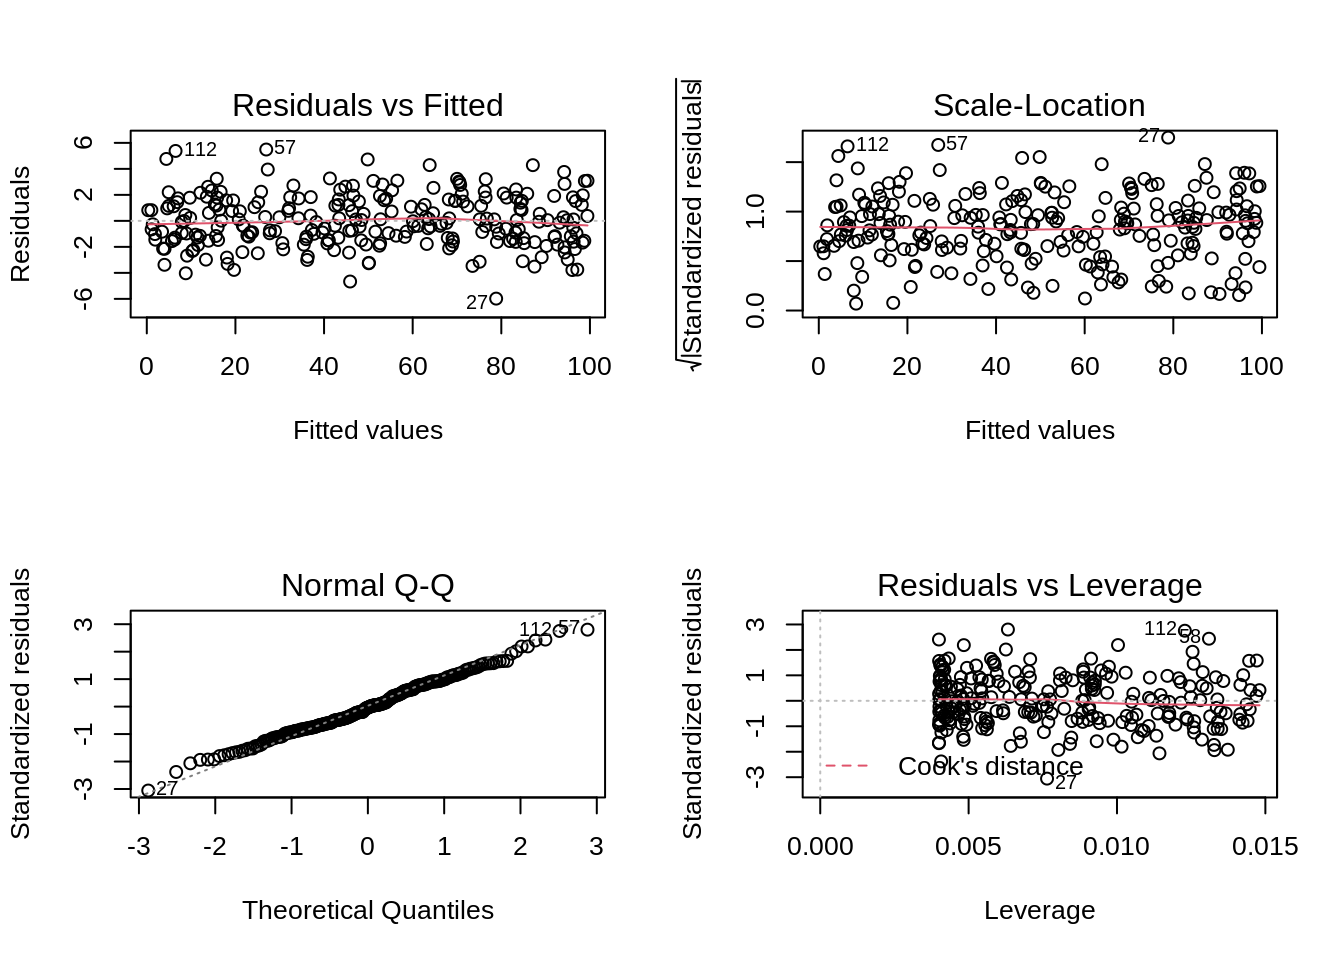 Residuals vs Fitted
Residuals
6
2
-2
-6
112
57
27
0 20 40 60 80 100
Fitted values
Scale-Location
√|Standardized residuals|
1.0
0.0
112
57
27
0 20 40 60 80 100
Fitted values
Normal Q-Q
Standardized residuals
3
1
-1
-3
112
57
27
-3 -2 -1 0 1 2 3
Theoretical Quantiles
Residuals vs Leverage
Standardized residuals
3
1
-1
-3
112
58
Cook's distance
27
0.000 0.005 0.010 0.015
Leverage